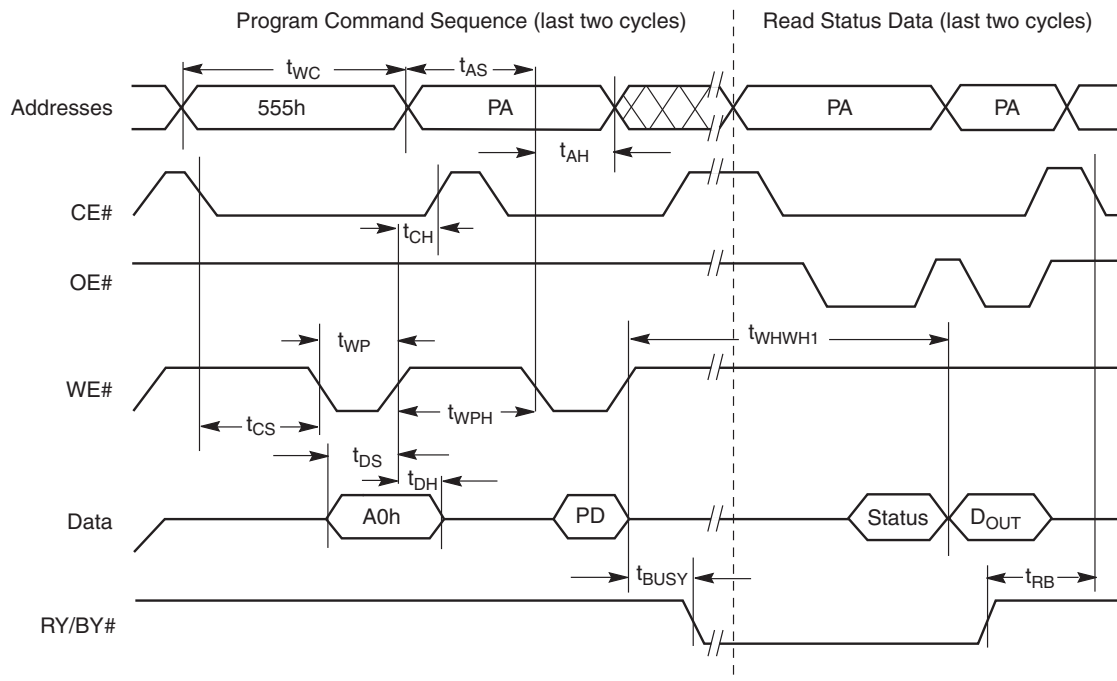 Program Command Sequence (last two cycles)
Read Status Data (last two cycles)
tWC
tAS
Addresses
555h
PA
PA
PA
tAH
CE#
tCH
OE#
tWP
tWHWH1
WE#
tCS
tWPH
tDS
tDH
Data
A0h
PD
Status
DOUT
tBUSY
tRB
RY/BY#